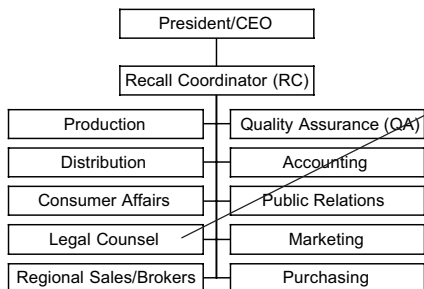 President/CEO
Recall Coordinator (RC)
Production
Quality Assurance (QA)
Distribution
Accounting
Consumer Affairs
Public Relations
Legal Counsel
Marketing
Regional Sales/Brokers
Purchasing